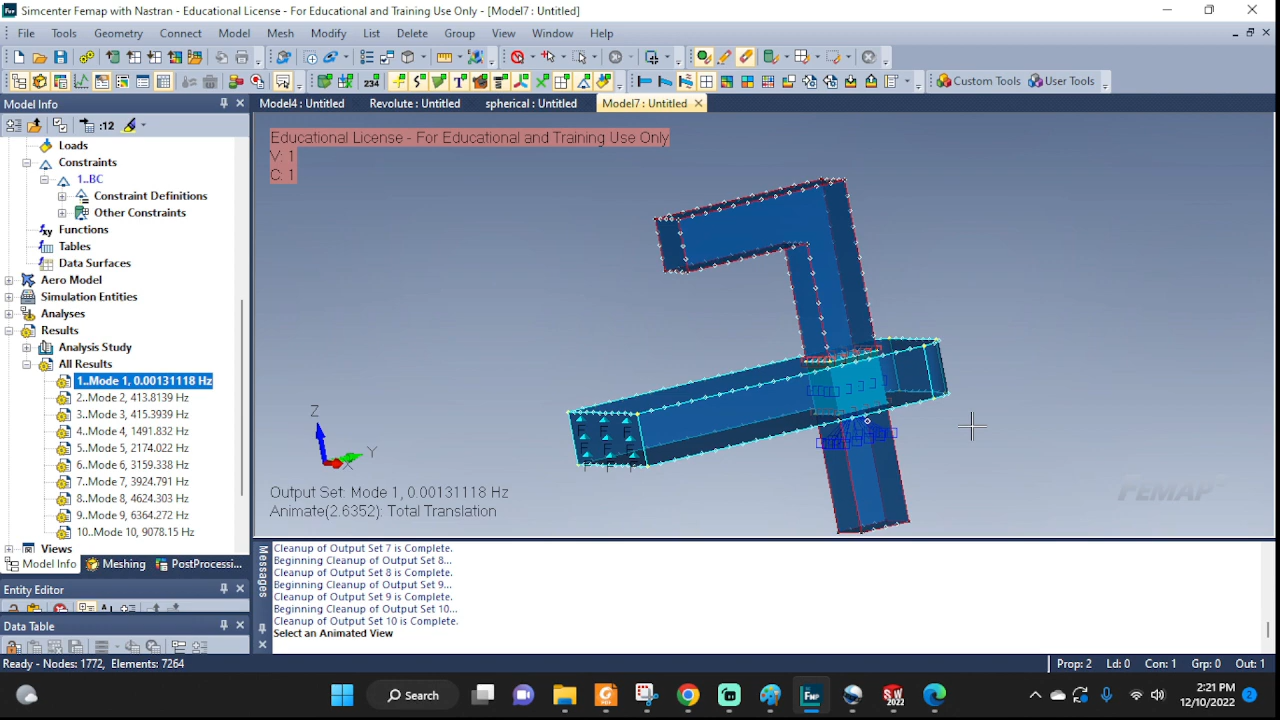 Simcenter Femap with Nastran - Educational License - For Educational and Training Use Only - [Model7 : Untitled]
File Tools Geometry Connect Model Mesh Modify List Delete Group View Window Help
234 T
Custom Tools User Tools
Model Info
Model4 : Untitled Revolute : Untitled spherical : Untitled Model7 : Untitled
:12
Loads
Constraints
1..BC
Constraint Definitions
Other Constraints
Functions
Tables
Data Surfaces
Aero Model
Simulation Entities
Analyses
Results
Analysis Study
All Results
1..Mode 1, 0.00131118 Hz
2..Mode 2, 413.8139 Hz
3..Mode 3, 415.3939 Hz
4..Mode 4, 1491.832 Hz
5..Mode 5, 2174.022 Hz
6..Mode 6, 3159.338 Hz
7..Mode 7, 3924.791 Hz
8..Mode 8, 4624.303 Hz
9..Mode 9, 6364.272 Hz
10..Mode 10, 9078.15 Hz
Views
Model Info Meshing PostProcessi...
Entity Editor
Data Table
Educational License - For Educational and Training Use Only
V: 1
C: 1
F F F
F F F
F F F
Z
Y
X
Output Set: Mode 1, 0.00131118 Hz
Animate(2.6352): Total Translation
FEMAP
Messages
Cleanup of Output Set 7 is Complete.
Beginning Cleanup of Output Set 8...
Cleanup of Output Set 8 is Complete.
Beginning Cleanup of Output Set 9...
Cleanup of Output Set 9 is Complete.
Beginning Cleanup of Output Set 10...
Cleanup of Output Set 10 is Complete.
Select an Animated View
Ready - Nodes: 1772, Elements: 7264
Prop: 2 Ld: 0 Con: 1 Grp: 0 Out: 1
Search
2:21 PM
12/10/2022
2